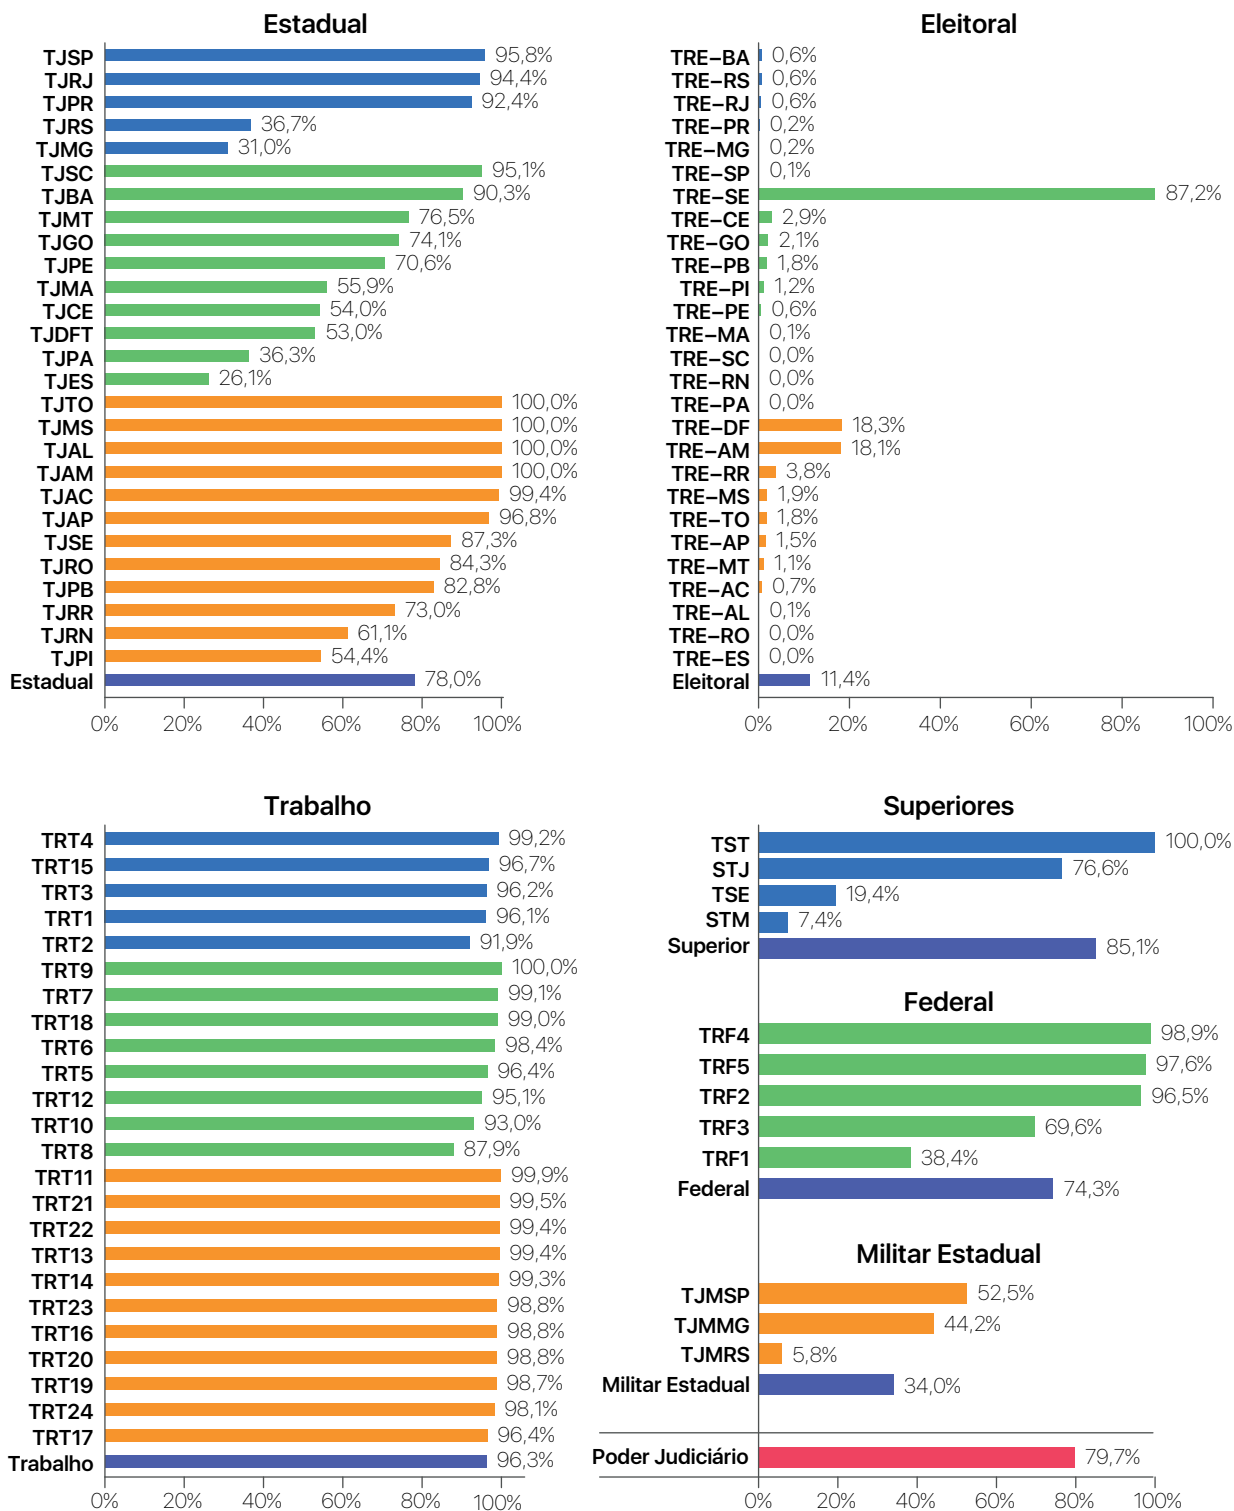 Estadual
TJSP 95,8%
TJRJ 94,4%
TJPR 92,4%
TJRS 36,7%
TJMG 31,0%
TJSC 95,1%
TJBA 90,3%
TJMT 76,5%
TJGO 74,1%
TJPE 70,6%
TJMA 55,9%
TJCE 54,0%
TJDFT 53,0%
TJPA 36,3%
TJES 26,1%
TJTO 100,0%
TJMS 100,0%
TJAL 100,0%
TJAM 100,0%
TJAC 99,4%
TJAP 96,8%
TJSE 87,3%
TJRO 84,3%
TJPB 82,8%
TJRR 73,0%
TJRN 61,1%
TJPI 54,4%
Estadual 78,0%
0% 20% 40% 60% 80% 100%
Eleitoral
TRE–BA 0,6%
TRE–RS 0,6%
TRE–RJ 0,6%
TRE–PR 0,2%
TRE–MG 0,2%
TRE–SP 0,1%
TRE–SE 87,2%
TRE–CE 2,9%
TRE–GO 2,1%
TRE–PB 1,8%
TRE–PI 1,2%
TRE–PE 0,6%
TRE–MA 0,1%
TRE–SC 0,0%
TRE–RN 0,0%
TRE–PA 0,0%
TRE–DF 18,3%
TRE–AM 18,1%
TRE–RR 3,8%
TRE–MS 1,9%
TRE–TO 1,8%
TRE–AP 1,5%
TRE–MT 1,1%
TRE–AC 0,7%
TRE–AL 0,1%
TRE–RO 0,0%
TRE–ES 0,0%
Eleitoral 11,4%
0% 20% 40% 60% 80% 100%
Trabalho
TRT4 99,2%
TRT15 96,7%
TRT3 96,2%
TRT1 96,1%
TRT2 91,9%
TRT9 100,0%
TRT7 99,1%
TRT18 99,0%
TRT6 98,4%
TRT5 96,4%
TRT12 95,1%
TRT10 93,0%
TRT8 87,9%
TRT11 99,9%
TRT21 99,5%
TRT22 99,4%
TRT13 99,4%
TRT14 99,3%
TRT23 98,8%
TRT16 98,8%
TRT20 98,8%
TRT19 98,7%
TRT24 98,1%
TRT17 96,4%
Trabalho 96,3%
0% 20% 40% 60% 80% 100%
Superiores
TST 100,0%
STJ 76,6%
TSE 19,4%
STM 7,4%
Superior 85,1%
Federal
TRF4 98,9%
TRF5 97,6%
TRF2 96,5%
TRF3 69,6%
TRF1 38,4%
Federal 74,3%
Militar Estadual
TJMSP 52,5%
TJMMG 44,2%
TJMRS 5,8%
Militar Estadual 34,0%
Poder Judiciário 79,7%
0% 20% 40% 60% 80% 100%